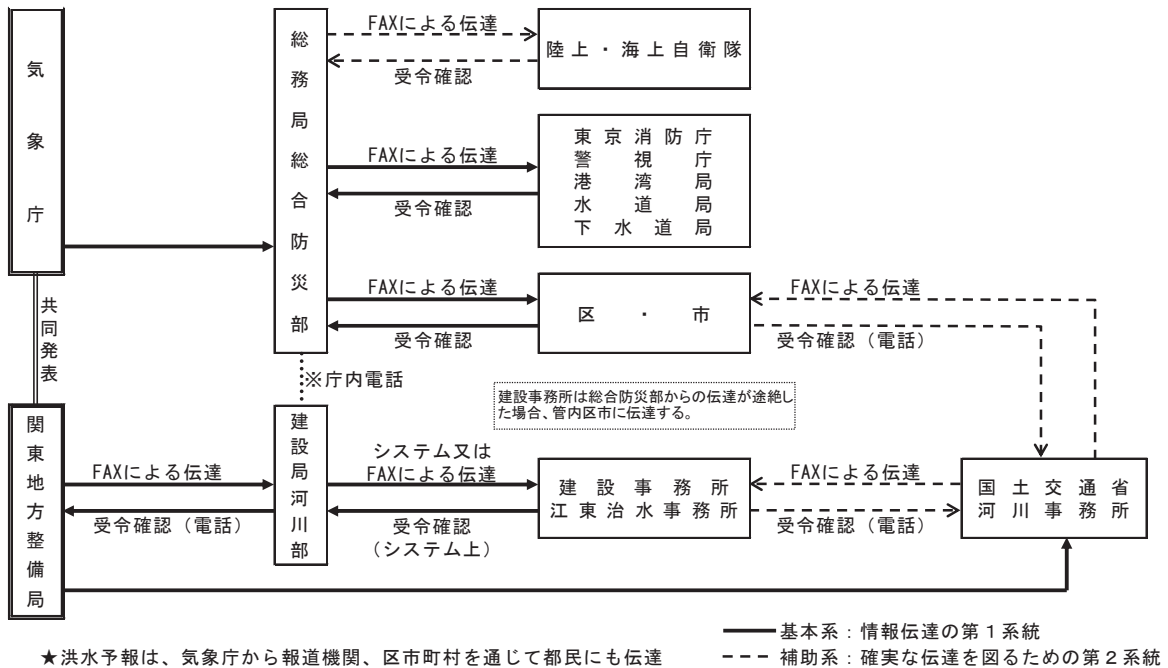 気象庁
共同発表
関東地方整備局
総務局総合防災部
※庁内電話
建設局河川部
FAXによる伝達
受令確認
陸上・海上自衛隊
FAXによる伝達
受令確認
東京消防庁
警視庁
港湾局
水道局
下水道局
FAXによる伝達
受令確認
区・市
FAXによる伝達
受令確認（電話）
建設事務所は総合防災部からの伝達が途絶し
た場合、管内区市に伝達する。
FAXによる伝達
受令確認（電話）
システム又は
FAXによる伝達
受令確認
（システム上）
建設事務所
江東治水事務所
FAXによる伝達
受令確認（電話）
国土交通省
河川事務所
基本系：情報伝達の第１系統
補助系：確実な伝達を図るための第２系統
★洪水予報は、気象庁から報道機関、区市町村を通じて都民にも伝達